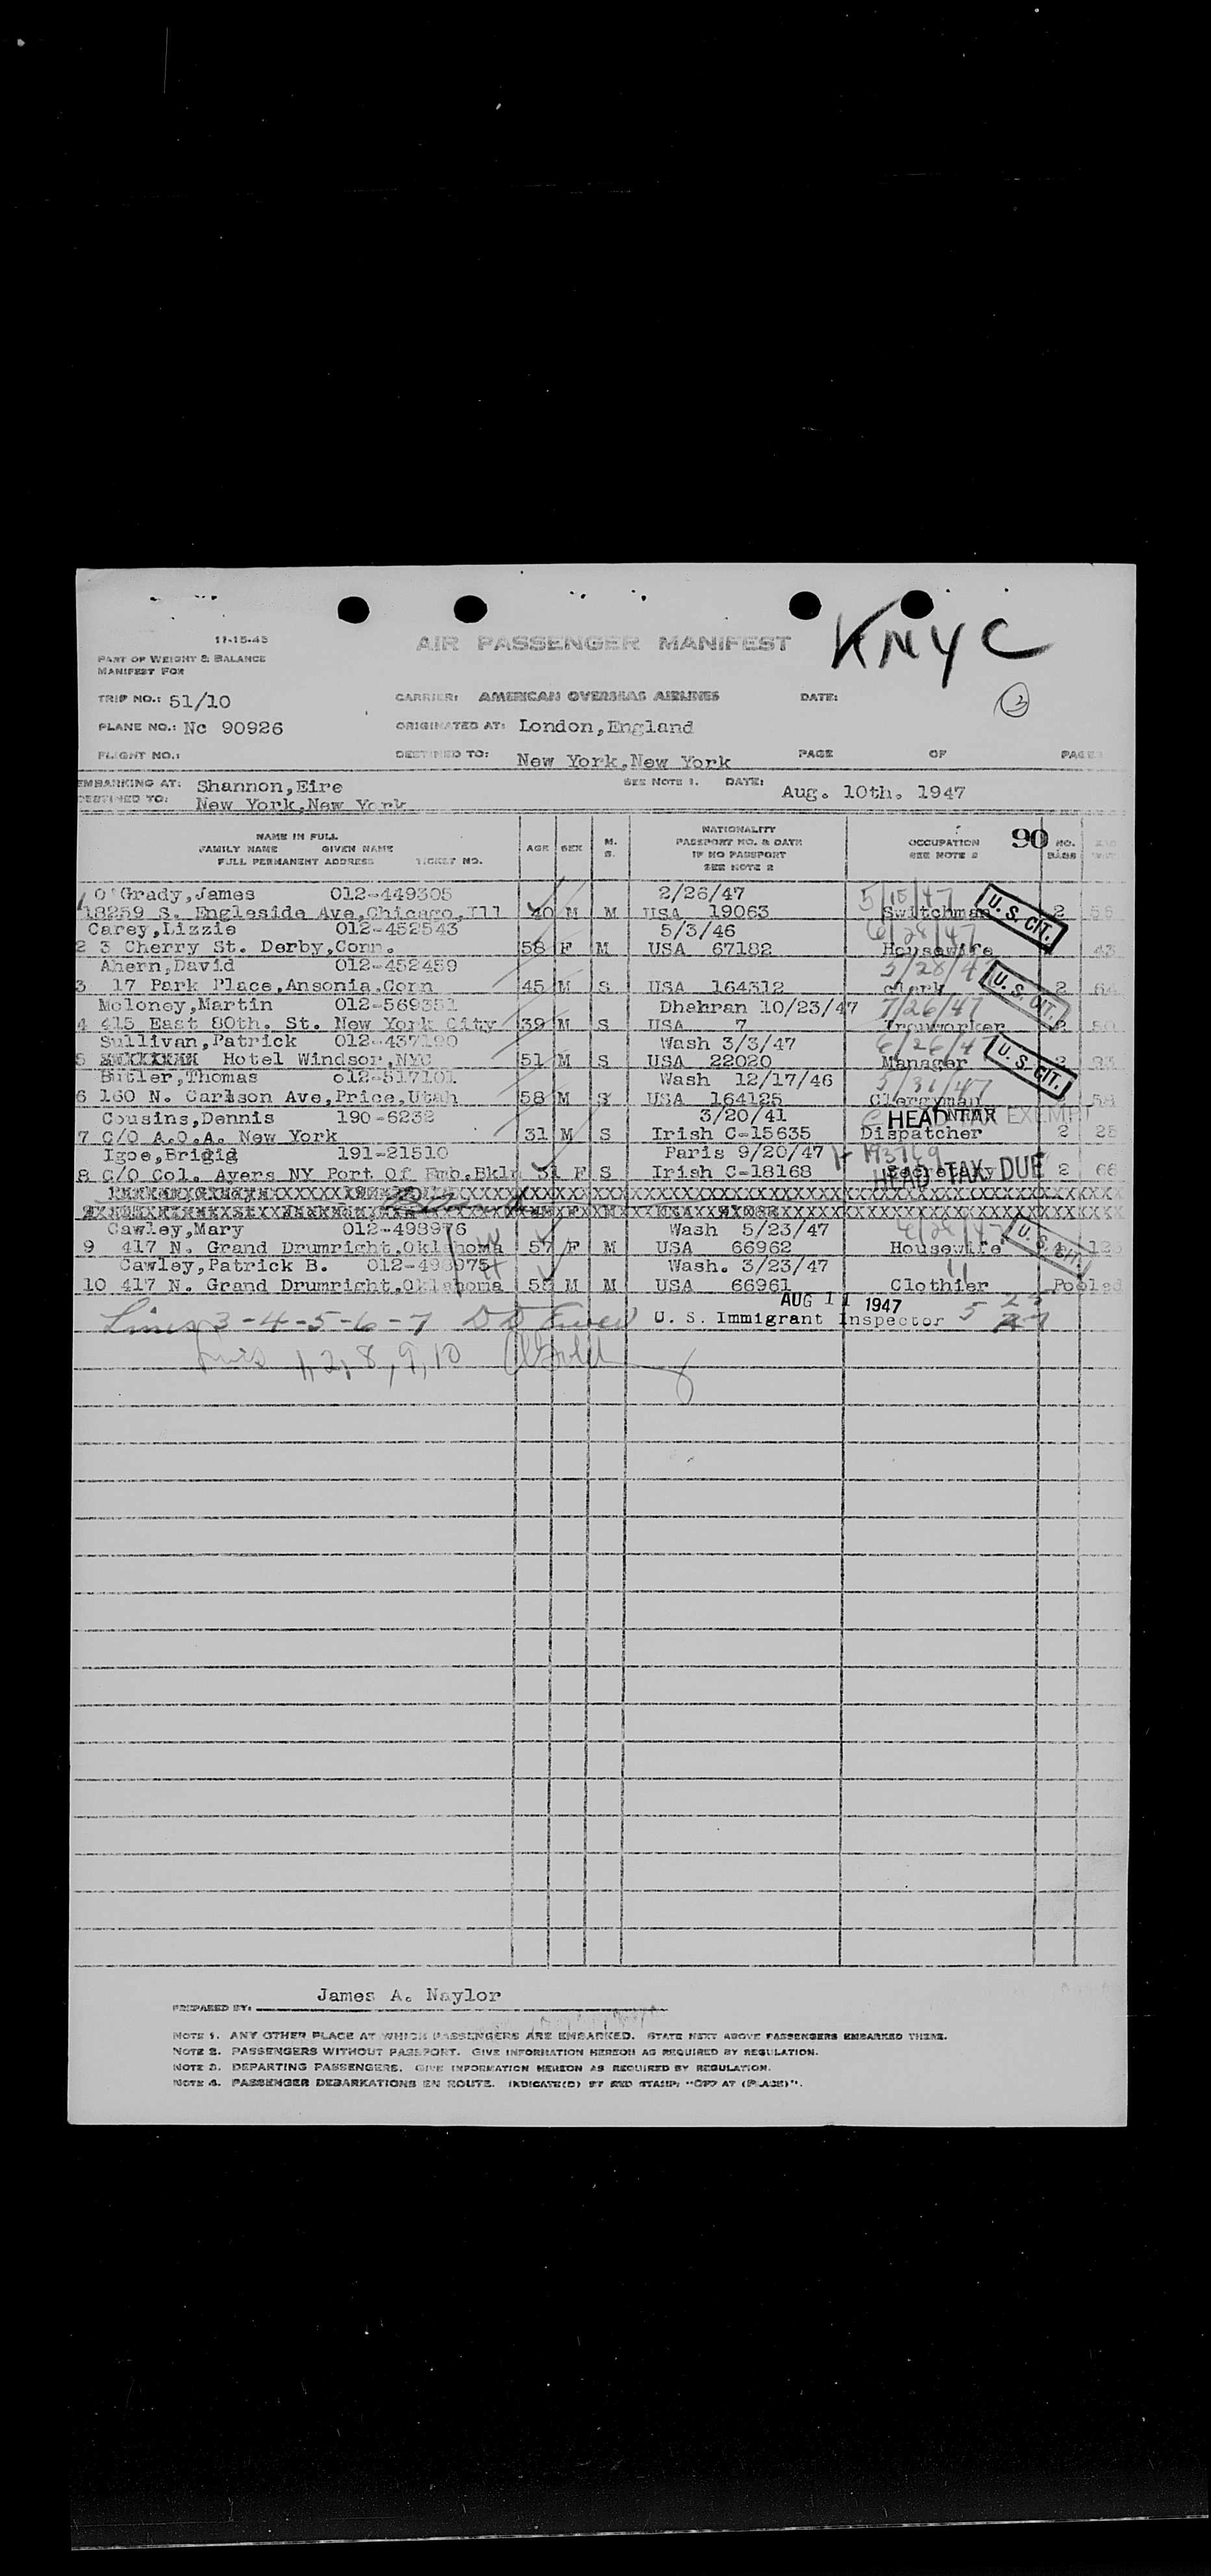 KNYC
11-15-45
AIR PASSENGER MANIFEST
PART OF WEIGHT & BALANCE
MANIFEST FOR
3
TRIP NO.: 51/10 CARRIER: AMERICAN OVERSEAS AIRLINES DATE:
PLANE NO.: Nc 90926 ORIGINATED AT: London,England
FLIGHT NO.: DESTINED TO: New York,New York PAGE OF PAGES
EMBARKING AT: Shannon,Eire SEE NOTE 1. DATE: Aug. 10th, 1947
DESTINED TO: New York,New York
NAME IN FULL
FAMILY NAME GIVEN NAME
FULL PERMANENT ADDRESS TICKET NO.
AGE SEX M. S.
NATIONALITY
PASSPORT NO. & DATE
IF NO PASSPORT
SEE NOTE 2
OCCUPATION
SEE NOTE 2
90
NO. BAGS
O'Grady,James 012-449305 2/26/47 5/15/47
1 18259 S. Engleside Ave,Chicago,Ill 40 M M USA 19063 Switchman 2 U. S. CIT.
Carey,Lizzie 012-452543 5/3/46 6/28/47
2 3 Cherry St. Derby,Conn. 58 F M USA 67182 Housewife 43
Ahern,David 012-452459
3 17 Park Place,Ansonia,Conn 45 M S USA 164312 Clerk 2 64 U. S. CIT.
Moloney,Martin 012-569351 Dhehran 10/23/47 7/26/47
4 415 East 80th. St. New York City 39 M S USA 7 Ironworker 2 50
Sullivan,Patrick 012-437190 Wash 3/3/47 6/26/47
5 Hotel Windsor,NYC 51 M S USA 22020 Manager 2 33 U. S. CIT.
Butler,Thomas o12-517101 Wash 12/17/46 5/31/47
6 160 N. Carlson Ave,Price,Utah 58 M S USA 164125 Clergyman 58
Cousins,Dennis 190-6232 3/20/41 HEAD TAX EXEMPT
7 C/O A.O.A. New York 31 M S Irish C-15635 Dispatcher 2 25
Igoe,Brigid 191-21510 Paris 9/20/47
8 C/O Col. Ayers NY Port Of Emb.Bkln 31 F S Irish C-18168 Secretary 2 66 HEAD TAX DUE
Cawley,Mary 012-498976 Wash 5/23/47 6/28/47
9 417 N. Grand Drumright,Oklahoma 57 F M USA 66962 Housewife U. S. CIT.
Cawley,Patrick B. 012-498975 Wash. 3/23/47 "
10 417 N. Grand Drumright,Oklahoma 58 M M USA 66961 Clothier Pooled
AUG 11 1947
Lines 3-4-5-6-7 U. S. Immigrant Inspector
Lines 1,2,8,9,10
James A. Naylor
PREPARED BY:
NOTE 1. ANY OTHER PLACE AT WHICH PASSENGERS ARE EMBARKED. STATE NEXT ABOVE PASSENGERS EMBARKED THERE.
NOTE 2. PASSENGERS WITHOUT PASSPORT. GIVE INFORMATION HEREON AS REQUIRED BY REGULATION.
NOTE 3. DEPARTING PASSENGERS. GIVE INFORMATION HEREON AS REQUIRED BY REGULATION.
NOTE 4. PASSENGER DEBARKATIONS EN ROUTE. INDICATE(D) BY RED STAMP: "OFF AT (PLACE)".